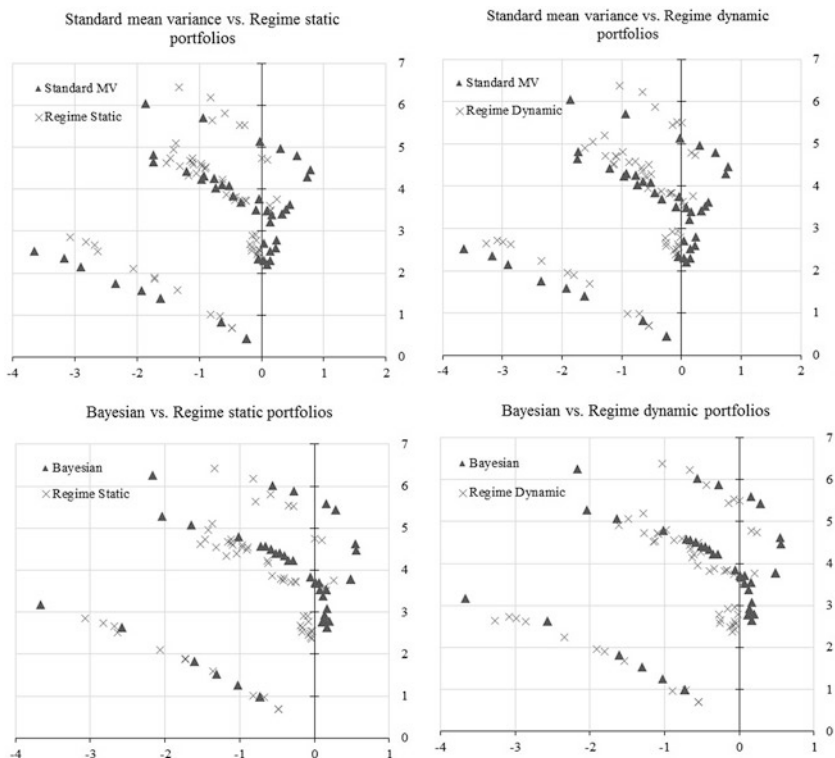 Standard mean variance vs. Regime static
portfolios
7
▲ Standard MV
6
× Regime Static
5
4
3
2
1
0
-4 -3 -2 -1 0 1 2
Standard mean variance vs. Regime dynamic
portfolios
7
▲ Standard MV
6
× Regime Dynamic
5
4
3
2
1
0
-4 -3 -2 -1 0 1 2
Bayesian vs. Regime static portfolios
7
▲ Bayesian
6
× Regime Static
5
4
3
2
1
0
-4 -3 -2 -1 0 1
Bayesian vs. Regime dynamic portfolios
7
▲ Bayesian
6
× Regime Dynamic
5
4
3
2
1
0
-4 -3 -2 -1 0 1